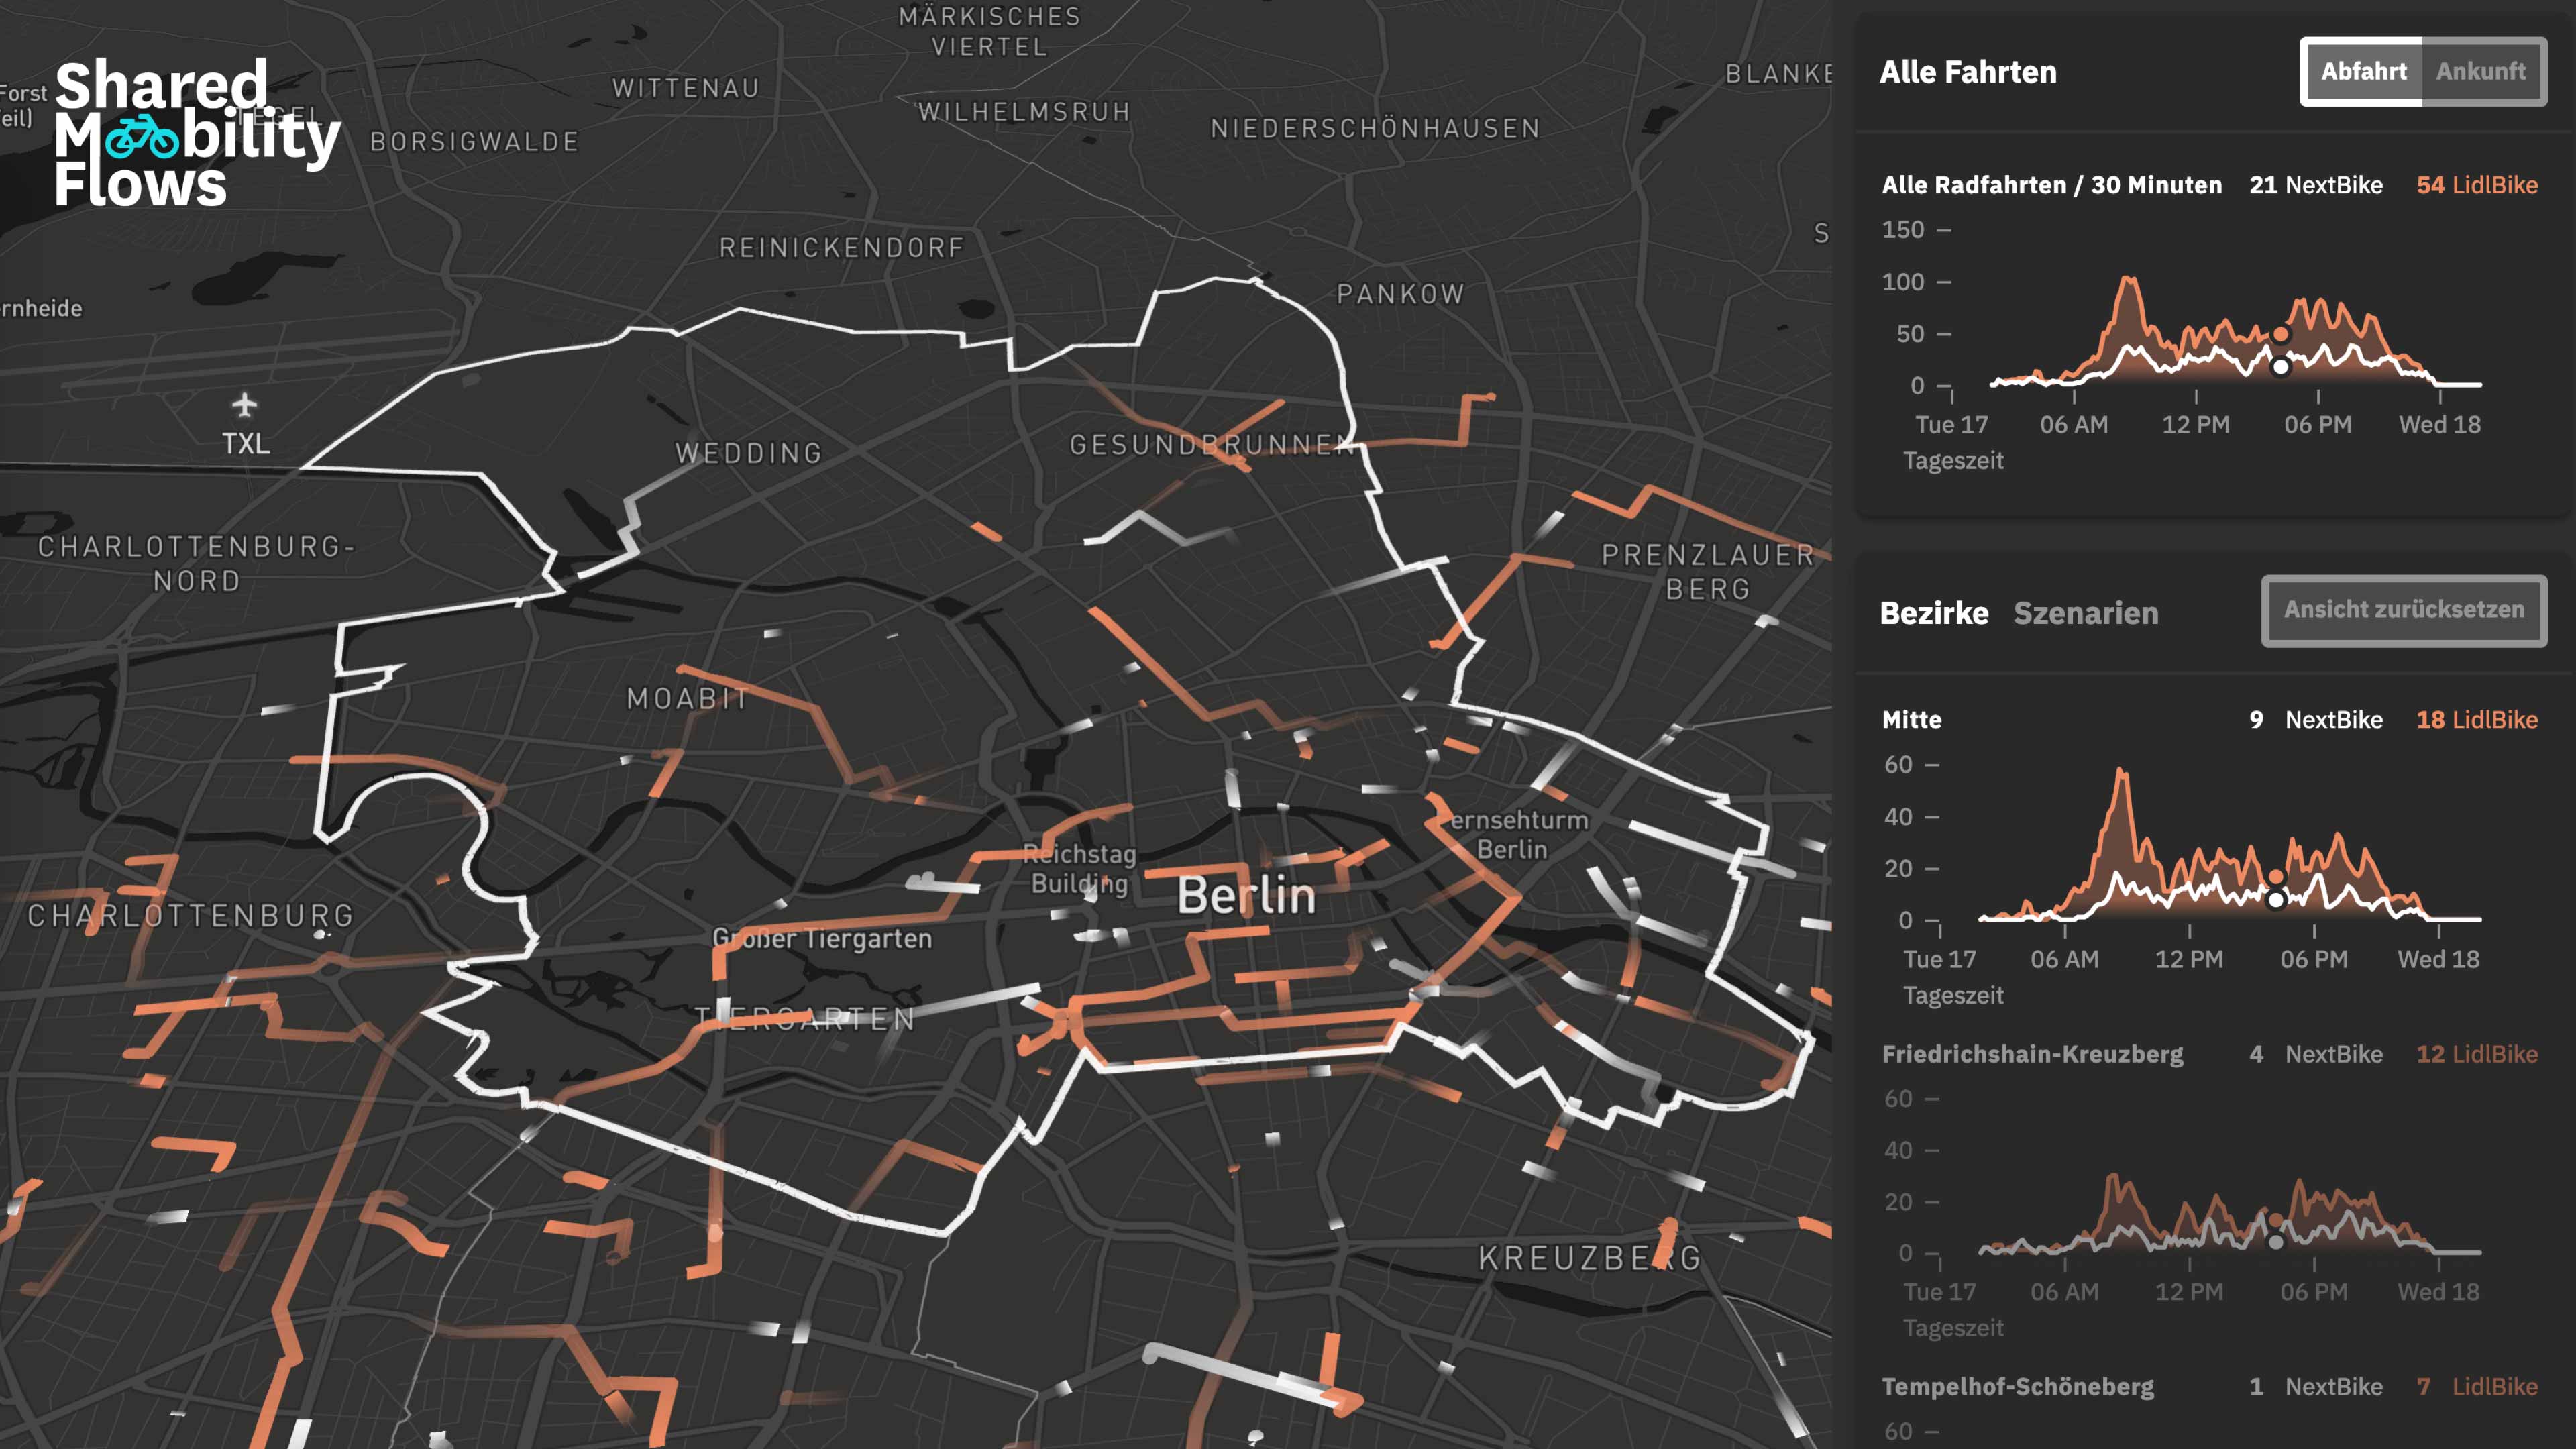 Shared
Mobility
Flows
Forst
eil)
TEGEL
MÄRKISCHES
VIERTEL
WITTENAU
WILHELMSRUH
BLANKE
BORSIGWALDE
NIEDERSCHÖNHAUSEN
REINICKENDORF
S
PANKOW
rnheide
TXL
WEDDING
GESUNDBRUNNEN
CHARLOTTENBURG-
NORD
PRENZLAUER
BERG
MOABIT
ernsehturm
Berlin
Reichstag
Building
Berlin
CHARLOTTENBURG
Großer Tiergarten
TIERGARTEN
KREUZBERG
Alle Fahrten
Abfahrt Ankunft
Alle Radfahrten / 30 Minuten 21 NextBike 54 LidlBike
150
100
50
0
Tue 17 06 AM 12 PM 06 PM Wed 18
Tageszeit
Bezirke Szenarien Ansicht zurücksetzen
Mitte 9 NextBike 18 LidlBike
60
40
20
0
Tue 17 06 AM 12 PM 06 PM Wed 18
Tageszeit
Friedrichshain-Kreuzberg 4 NextBike 12 LidlBike
60
40
20
0
Tue 17 06 AM 12 PM 06 PM Wed 18
Tageszeit
Tempelhof-Schöneberg 1 NextBike 7 LidlBike
60